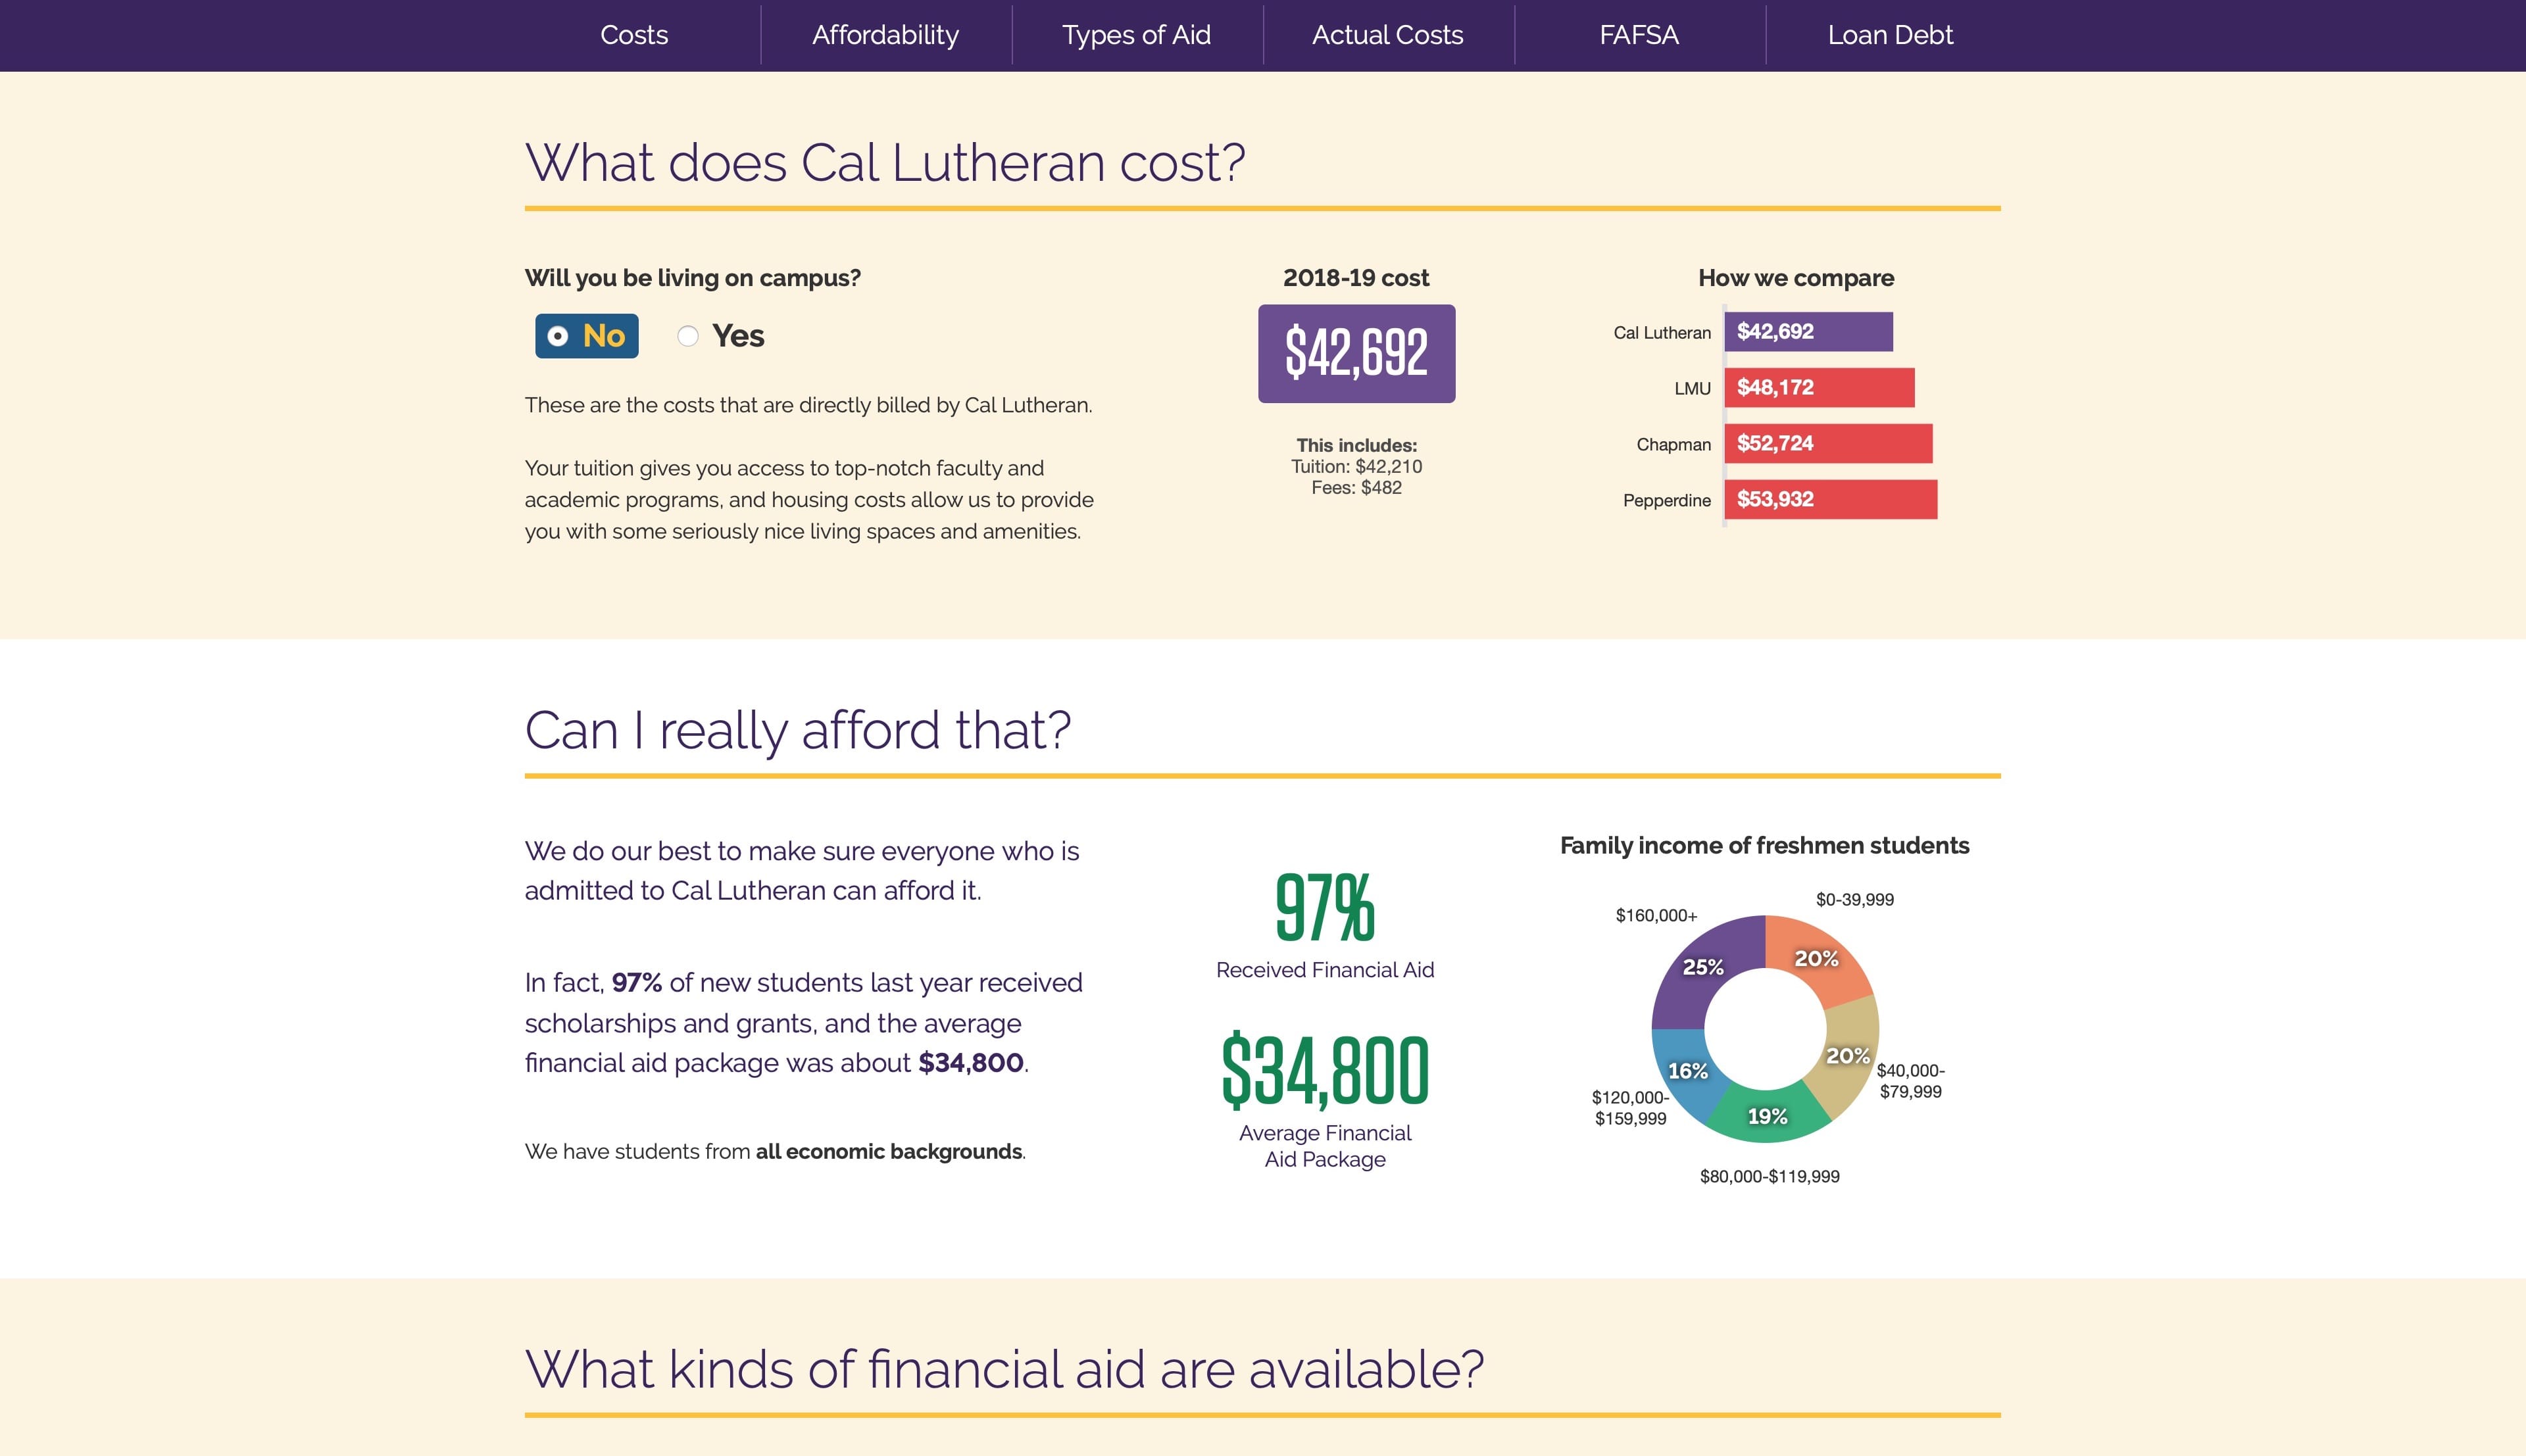 Costs
Affordability
Types of Aid
Actual Costs
FAFSA
Loan Debt
What does Cal Lutheran cost?
Will you be living on campus?
No
Yes
These are the costs that are directly billed by Cal Lutheran.
Your tuition gives you access to top-notch faculty and
academic programs, and housing costs allow us to provide
you with some seriously nice living spaces and amenities.
2018-19 cost
$42,692
This includes:
Tuition: $42,210
Fees: $482
How we compare
Cal Lutheran $42,692
LMU $48,172
Chapman $52,724
Pepperdine $53,932
Can I really afford that?
We do our best to make sure everyone who is
admitted to Cal Lutheran can afford it.
In fact, 97% of new students last year received
scholarships and grants, and the average
financial aid package was about $34,800.
We have students from all economic backgrounds.
97%
Received Financial Aid
$34,800
Average Financial
Aid Package
Family income of freshmen students
$0-39,999
20%
$40,000-
$79,999
20%
$80,000-$119,999
19%
$120,000-
$159,999
16%
$160,000+
25%
What kinds of financial aid are available?